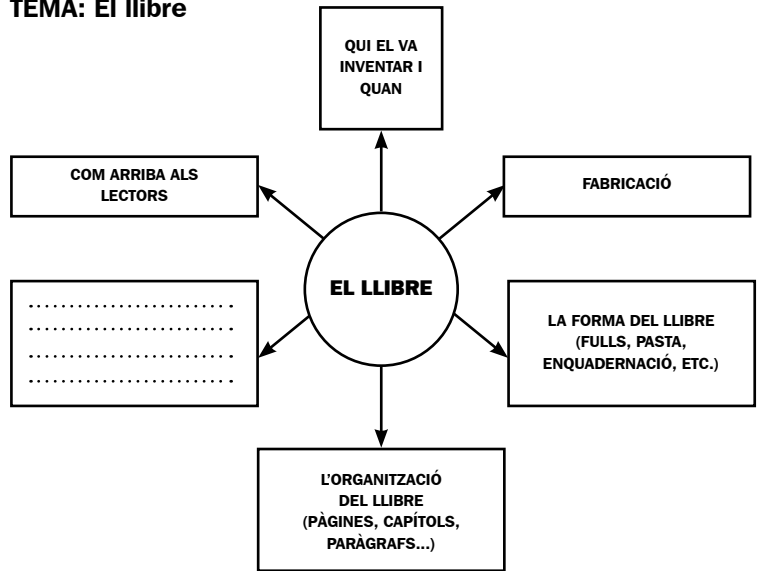 TEMA: El llibre
QUI EL VA
INVENTAR I
QUAN
COM ARRIBA ALS
LECTORS
FABRICACIÓ
EL LLIBRE
LA FORMA DEL LLIBRE
(FULLS, PASTA,
ENQUADERNACIÓ, ETC.)
L'ORGANITZACIÓ
DEL LLIBRE
(PÀGINES, CAPÍTOLS,
PARÀGRAFS...)